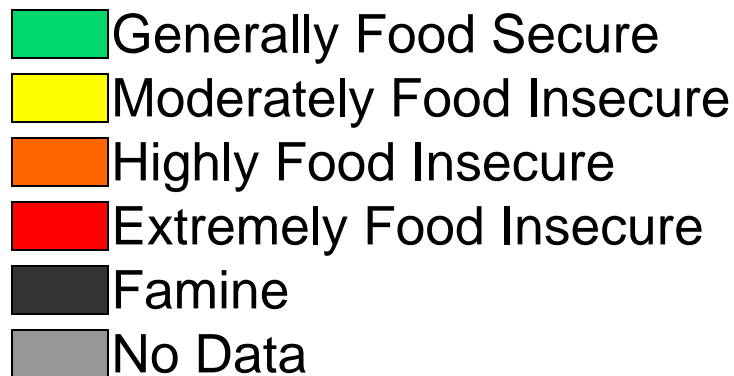 Generally Food Secure
Moderately Food Insecure
Highly Food Insecure
Extremely Food Insecure
Famine
No Data